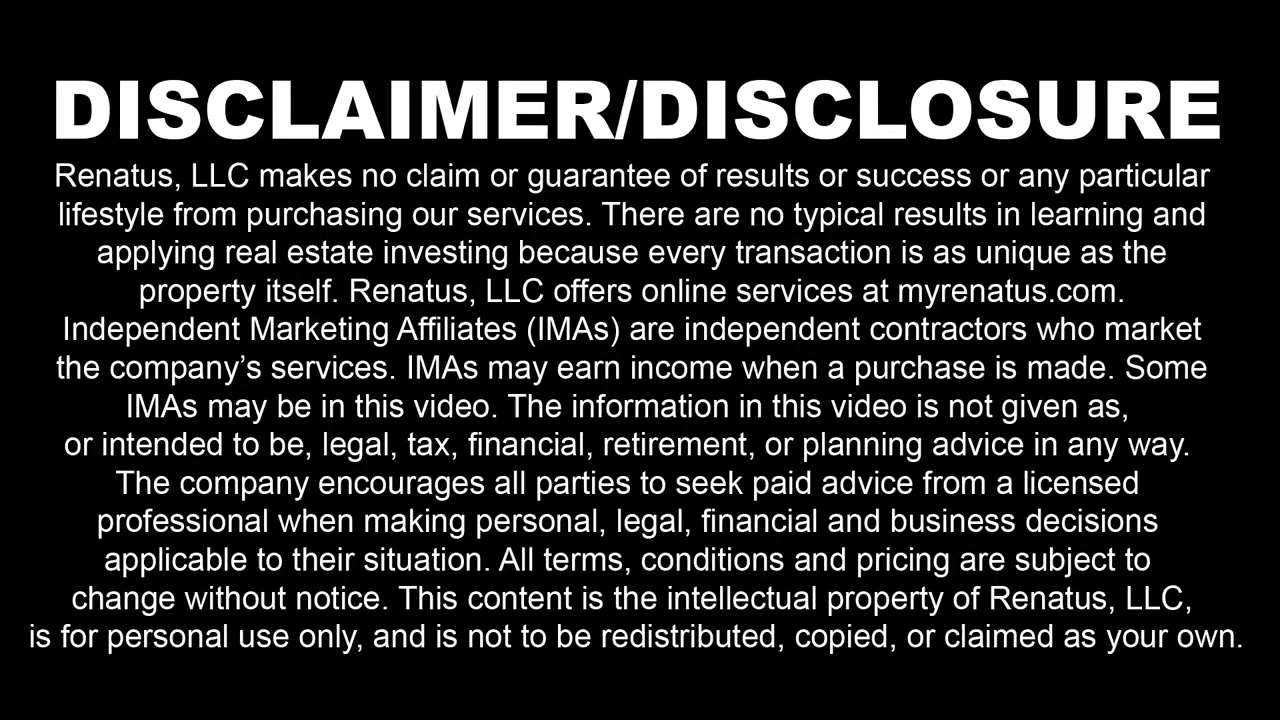 DISCLAIMER/DISCLOSURE
Renatus, LLC makes no claim or guarantee of results or success or any particular
lifestyle from purchasing our services. There are no typical results in learning and
applying real estate investing because every transaction is as unique as the
property itself. Renatus, LLC offers online services at myrenatus.com.
Independent Marketing Affiliates (IMAs) are independent contractors who market
the company’s services. IMAs may earn income when a purchase is made. Some
IMAs may be in this video. The information in this video is not given as,
or intended to be, legal, tax, financial, retirement, or planning advice in any way.
The company encourages all parties to seek paid advice from a licensed
professional when making personal, legal, financial and business decisions
applicable to their situation. All terms, conditions and pricing are subject to
change without notice. This content is the intellectual property of Renatus, LLC,
is for personal use only, and is not to be redistributed, copied, or claimed as your own.